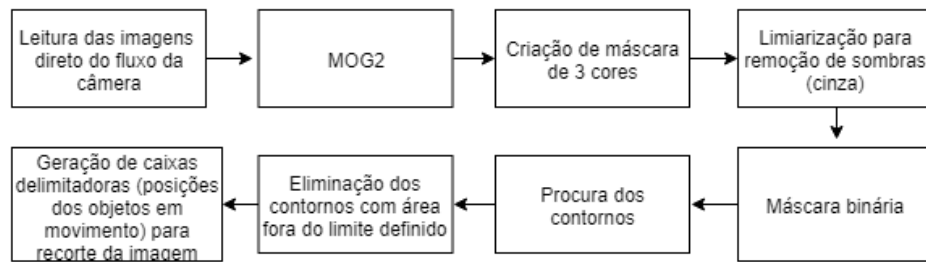 Leitura das imagens
direto do fluxo da
câmera
MOG2
Criação de máscara
de 3 cores
Limiarização para
remoção de sombras
(cinza)
Máscara binária
Procura dos
contornos
Eliminação dos
contornos com área
fora do limite definido
Geração de caixas
delimitadoras (posições
dos objetos em
movimento) para
recorte da imagem